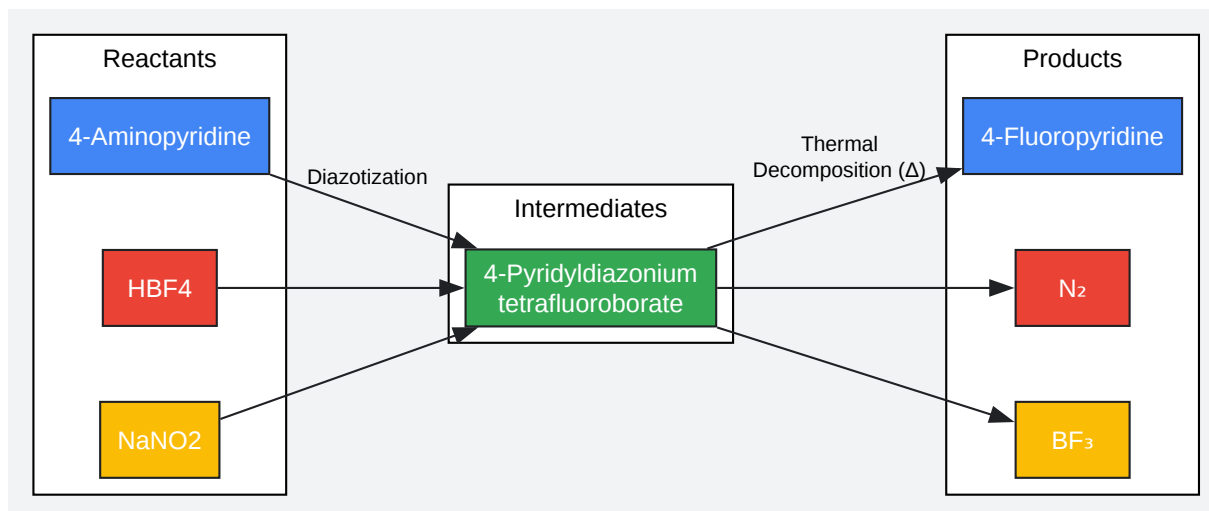 Reactants
4-Aminopyridine
HBF4
NaNO2
Diazotization
Intermediates
4-Pyridyldiazonium
tetrafluoroborate
Thermal
Decomposition (Δ)
Products
4-Fluoropyridine
N₂
BF₃